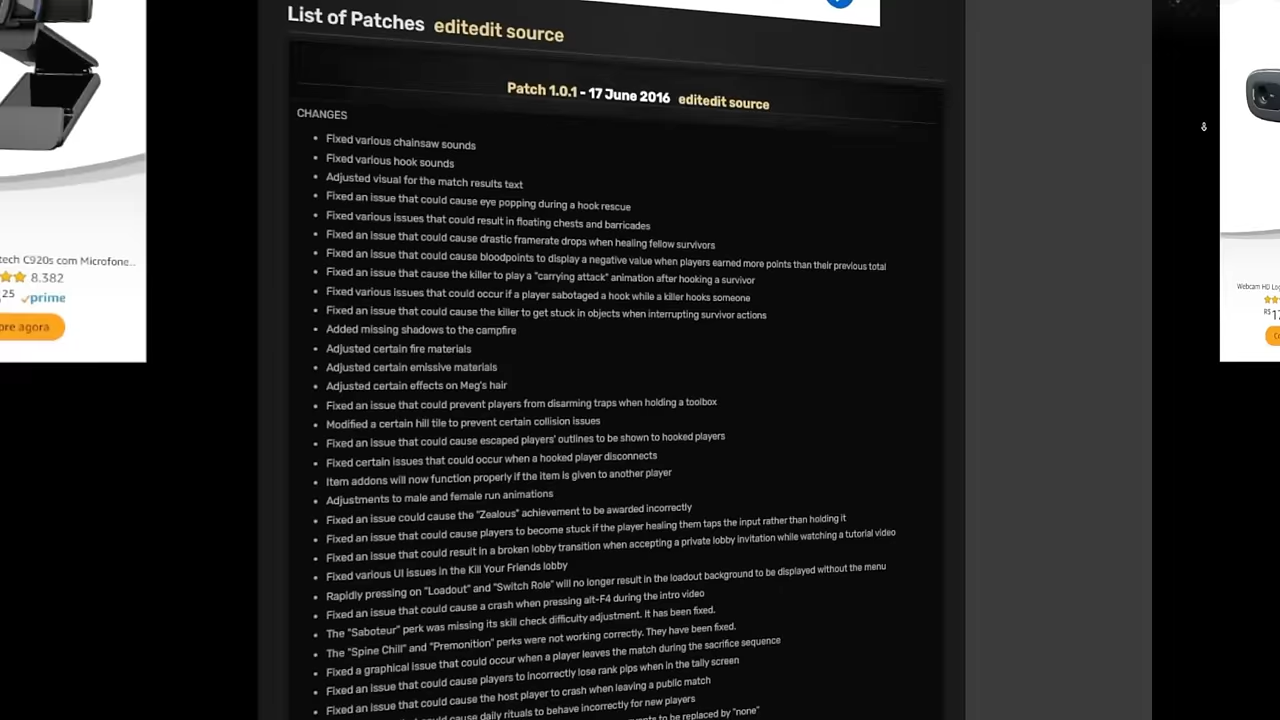 List of Patches editedit source
Patch 1.0.1 - 17 June 2016 editedit source
CHANGES
• Fixed various chainsaw sounds
• Fixed various hook sounds
• Adjusted visual for the match results text
• Fixed an issue that could cause eye popping during a hook rescue
• Fixed various issues that could result in floating chests and barricades
• Fixed an issue that could cause drastic framerate drops when healing fellow survivors
• Fixed an issue that could cause bloodpoints to display a negative value when players earned more points than their previous total
• Fixed an issue that cause the killer to play a "carrying attack" animation after hooking a survivor
• Fixed various issues that could occur if a player sabotaged a hook while a killer hooks someone
• Fixed an issue that could cause the killer to get stuck in objects when interrupting survivor actions
• Added missing shadows to the campfire
• Adjusted certain fire materials
• Adjusted certain emissive materials
• Adjusted certain effects on Meg's hair
• Fixed an issue that could prevent players from disarming traps when holding a toolbox
• Modified a certain hill tile to prevent certain collision issues
• Fixed an issue that could cause escaped players' outlines to be shown to hooked players
• Fixed certain issues that could occur when a hooked player disconnects
• Item addons will now function properly if the item is given to another player
• Adjustments to male and female run animations
• Fixed an issue could cause the "Zealous" achievement to be awarded incorrectly
• Fixed an issue that could cause players to become stuck if the player healing them taps the input rather than holding it
• Fixed an issue that could result in a broken lobby transition when accepting a private lobby invitation while watching a tutorial video
• Fixed various UI issues in the Kill Your Friends lobby
• Rapidly pressing on "Loadout" and "Switch Role" will no longer result in the loadout background to be displayed without the menu
• Fixed an issue that could cause a crash when pressing alt-F4 during the intro video
• The "Saboteur" perk was missing its skill check difficulty adjustment. It has been fixed.
• The "Spine Chill" and "Premonition" perks were not working correctly. They have been fixed.
• Fixed a graphical issue that could occur when a player leaves the match during the sacrifice sequence
• Fixed an issue that could cause players to incorrectly lose rank pips when in the tally screen
• Fixed an issue that could cause the host player to crash when leaving a public match
cause daily rituals to behave incorrectly for new players
to be replaced by "none"
tech C920s com Microfone...
8.382
25 prime
ore agora
Webcam HD Log
R$ 17